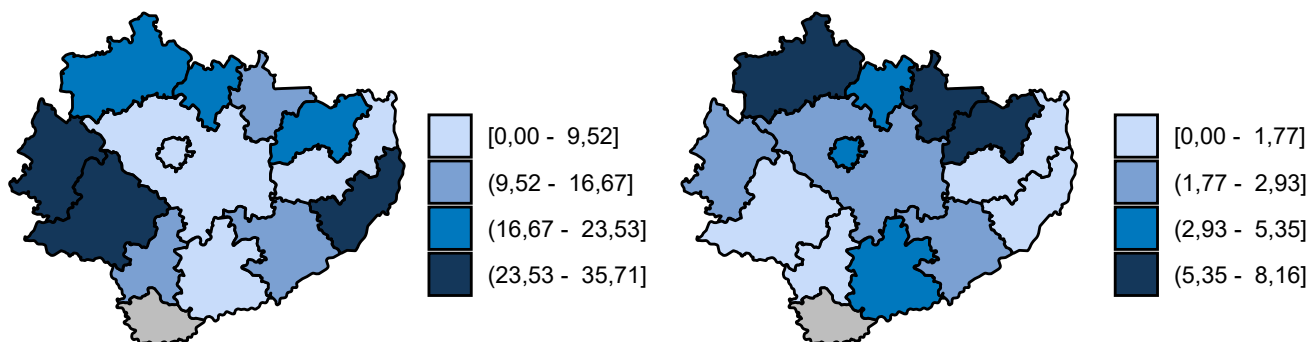 [0,00 - 9,52]
(9,52 - 16,67]
(16,67 - 23,53]
(23,53 - 35,71]
[0,00 - 1,77]
(1,77 - 2,93]
(2,93 - 5,35]
(5,35 - 8,16]